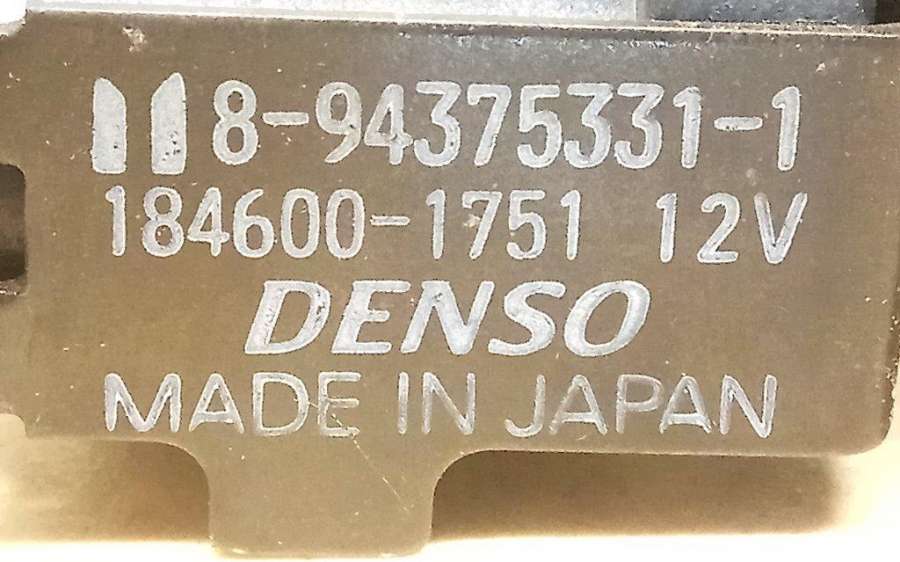 8-94375331-1
184600-1751 12V
DENSO
MADE IN JAPAN